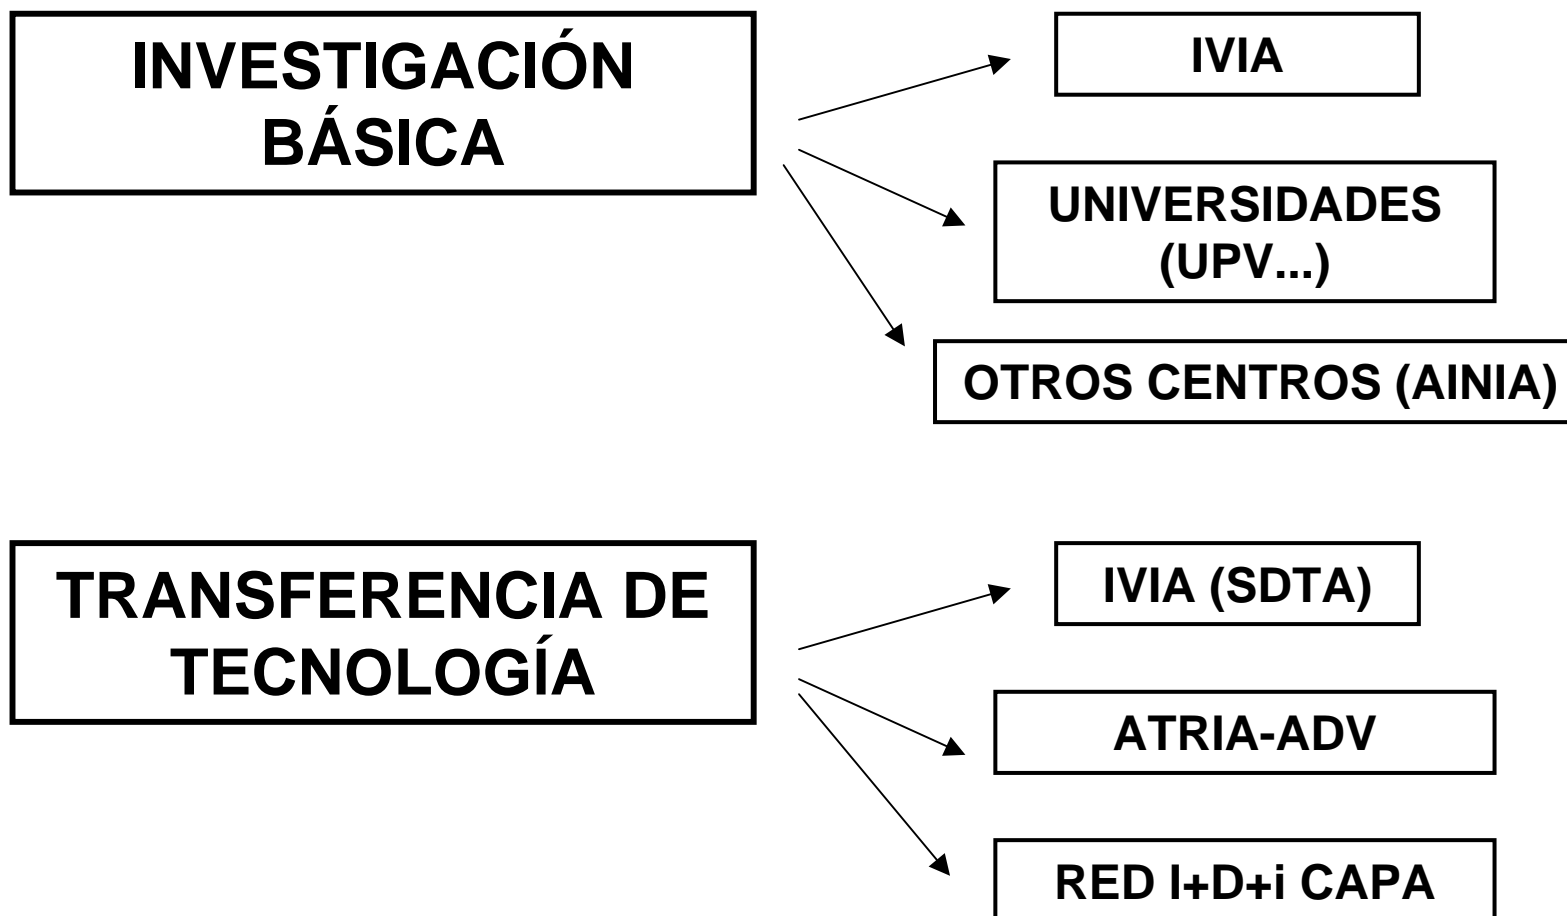 INVESTIGACIÓN
BÁSICA
IVIA
UNIVERSIDADES
(UPV...)
OTROS CENTROS (AINIA)
TRANSFERENCIA DE
TECNOLOGÍA
IVIA (SDTA)
ATRIA-ADV
RED I+D+i CAPA